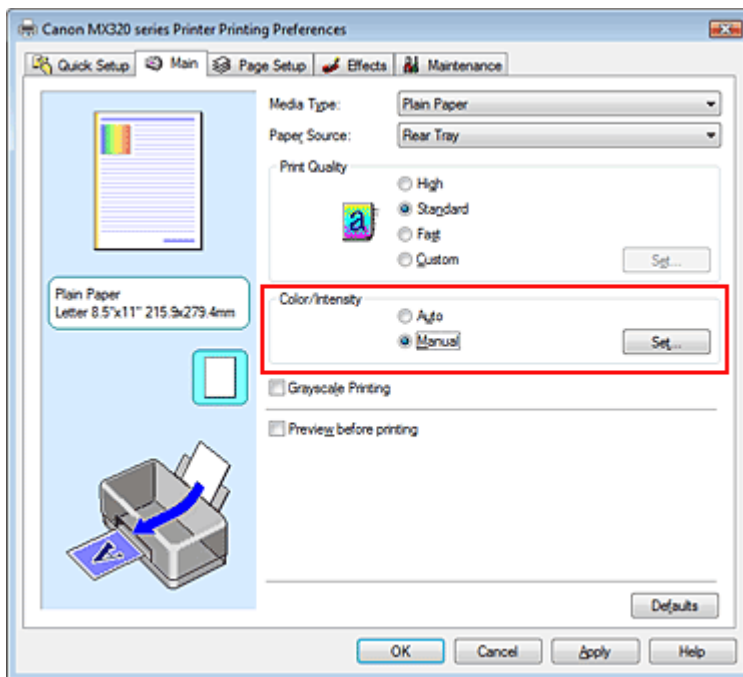 Canon MX320 series Printer Printing Preferences
Quick Setup Main Page Setup Effects Maintenance
Media Type: Plain Paper
Paper Source: Rear Tray
Print Quality
High
Standard
Fast
Custom Set...
Plain Paper
Letter 8.5"x11" 215.9x279.4mm
Color/Intensity
Auto
Manual Set...
Grayscale Printing
Preview before printing
Defaults
OK Cancel Apply Help